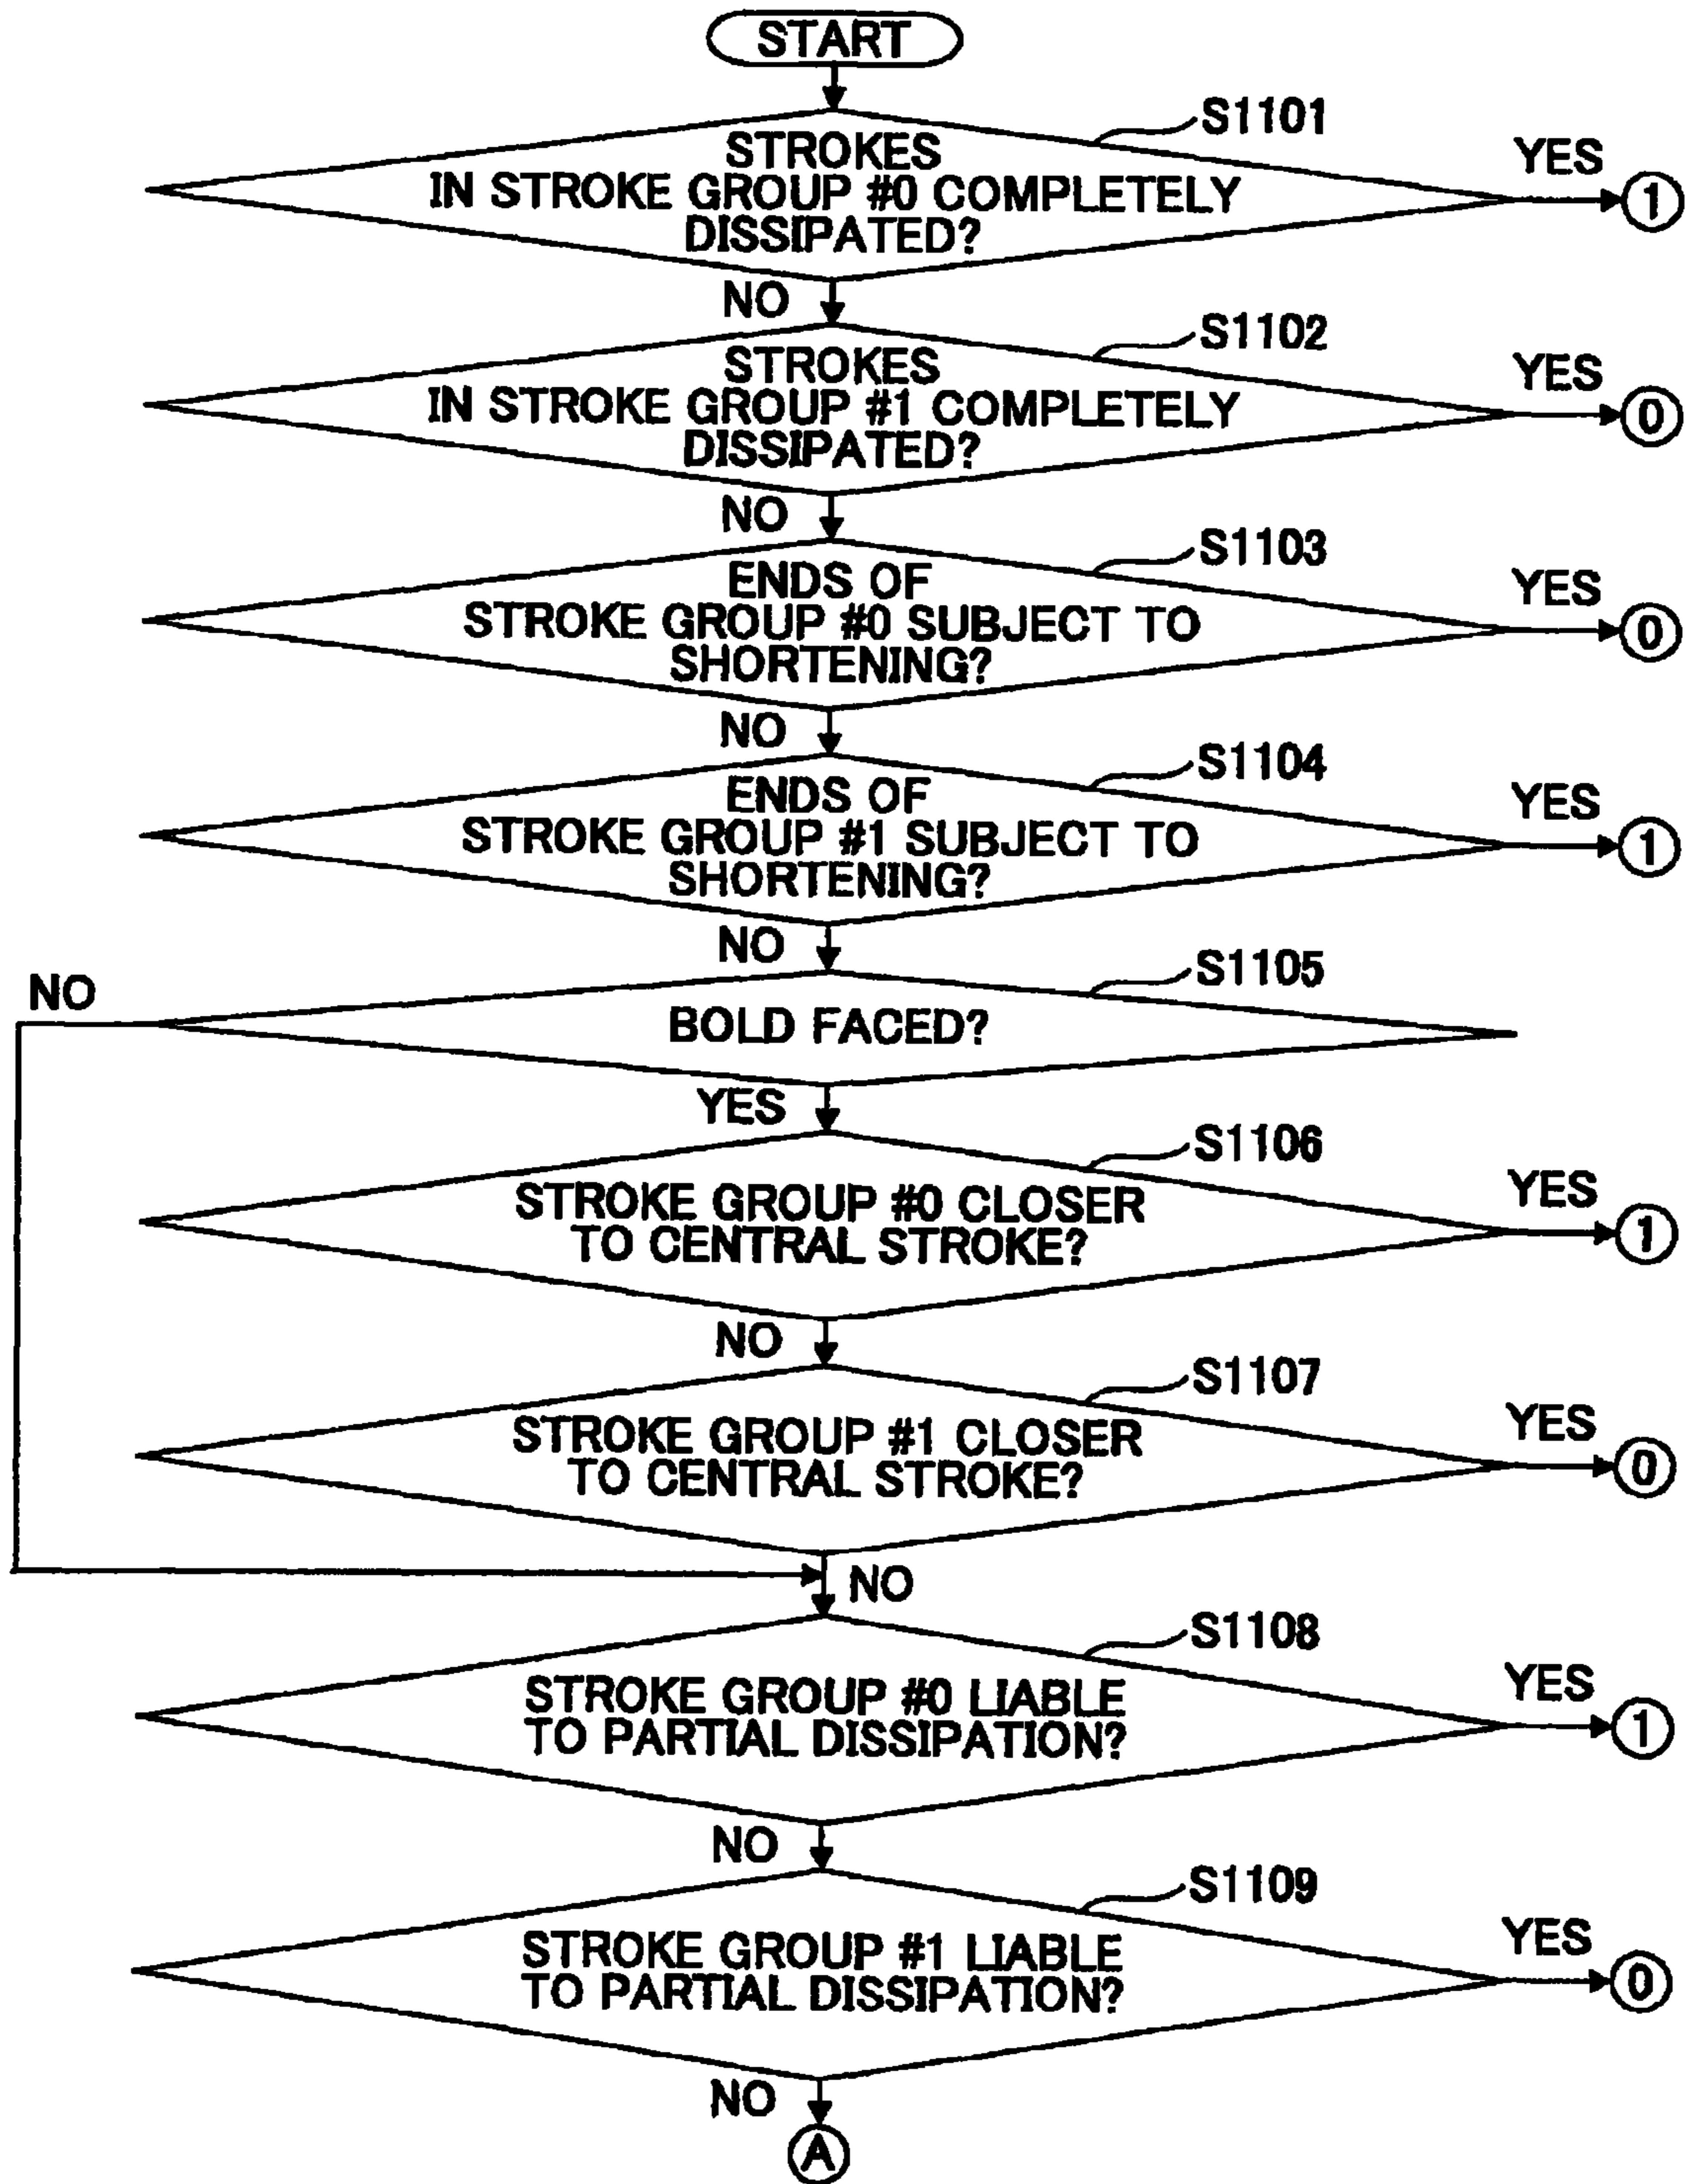 START
S1101
STROKES
IN STROKE GROUP #0 COMPLETELY
DISSIPATED?
YES
1
NO
S1102
STROKES
IN STROKE GROUP #1 COMPLETELY
DISSIPATED?
YES
0
NO
S1103
ENDS OF
STROKE GROUP #0 SUBJECT TO
SHORTENING?
YES
0
NO
S1104
ENDS OF
STROKE GROUP #1 SUBJECT TO
SHORTENING?
YES
1
NO
S1105
NO
BOLD FACED?
YES
S1106
STROKE GROUP #0 CLOSER
TO CENTRAL STROKE?
YES
1
NO
S1107
STROKE GROUP #1 CLOSER
TO CENTRAL STROKE?
YES
0
NO
S1108
STROKE GROUP #0 LIABLE
TO PARTIAL DISSIPATION?
YES
1
NO
S1109
STROKE GROUP #1 LIABLE
TO PARTIAL DISSIPATION?
YES
0
NO
A